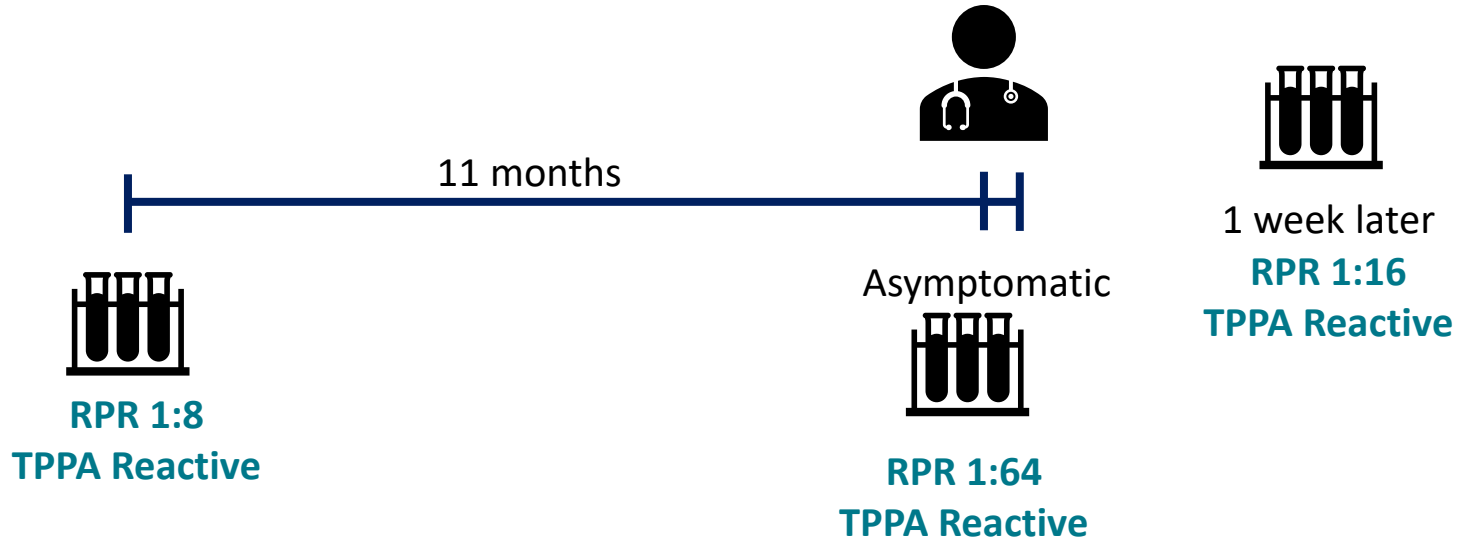 11 months
RPR 1:8
TPPA Reactive
Asymptomatic
RPR 1:64
TPPA Reactive
1 week later
RPR 1:16
TPPA Reactive